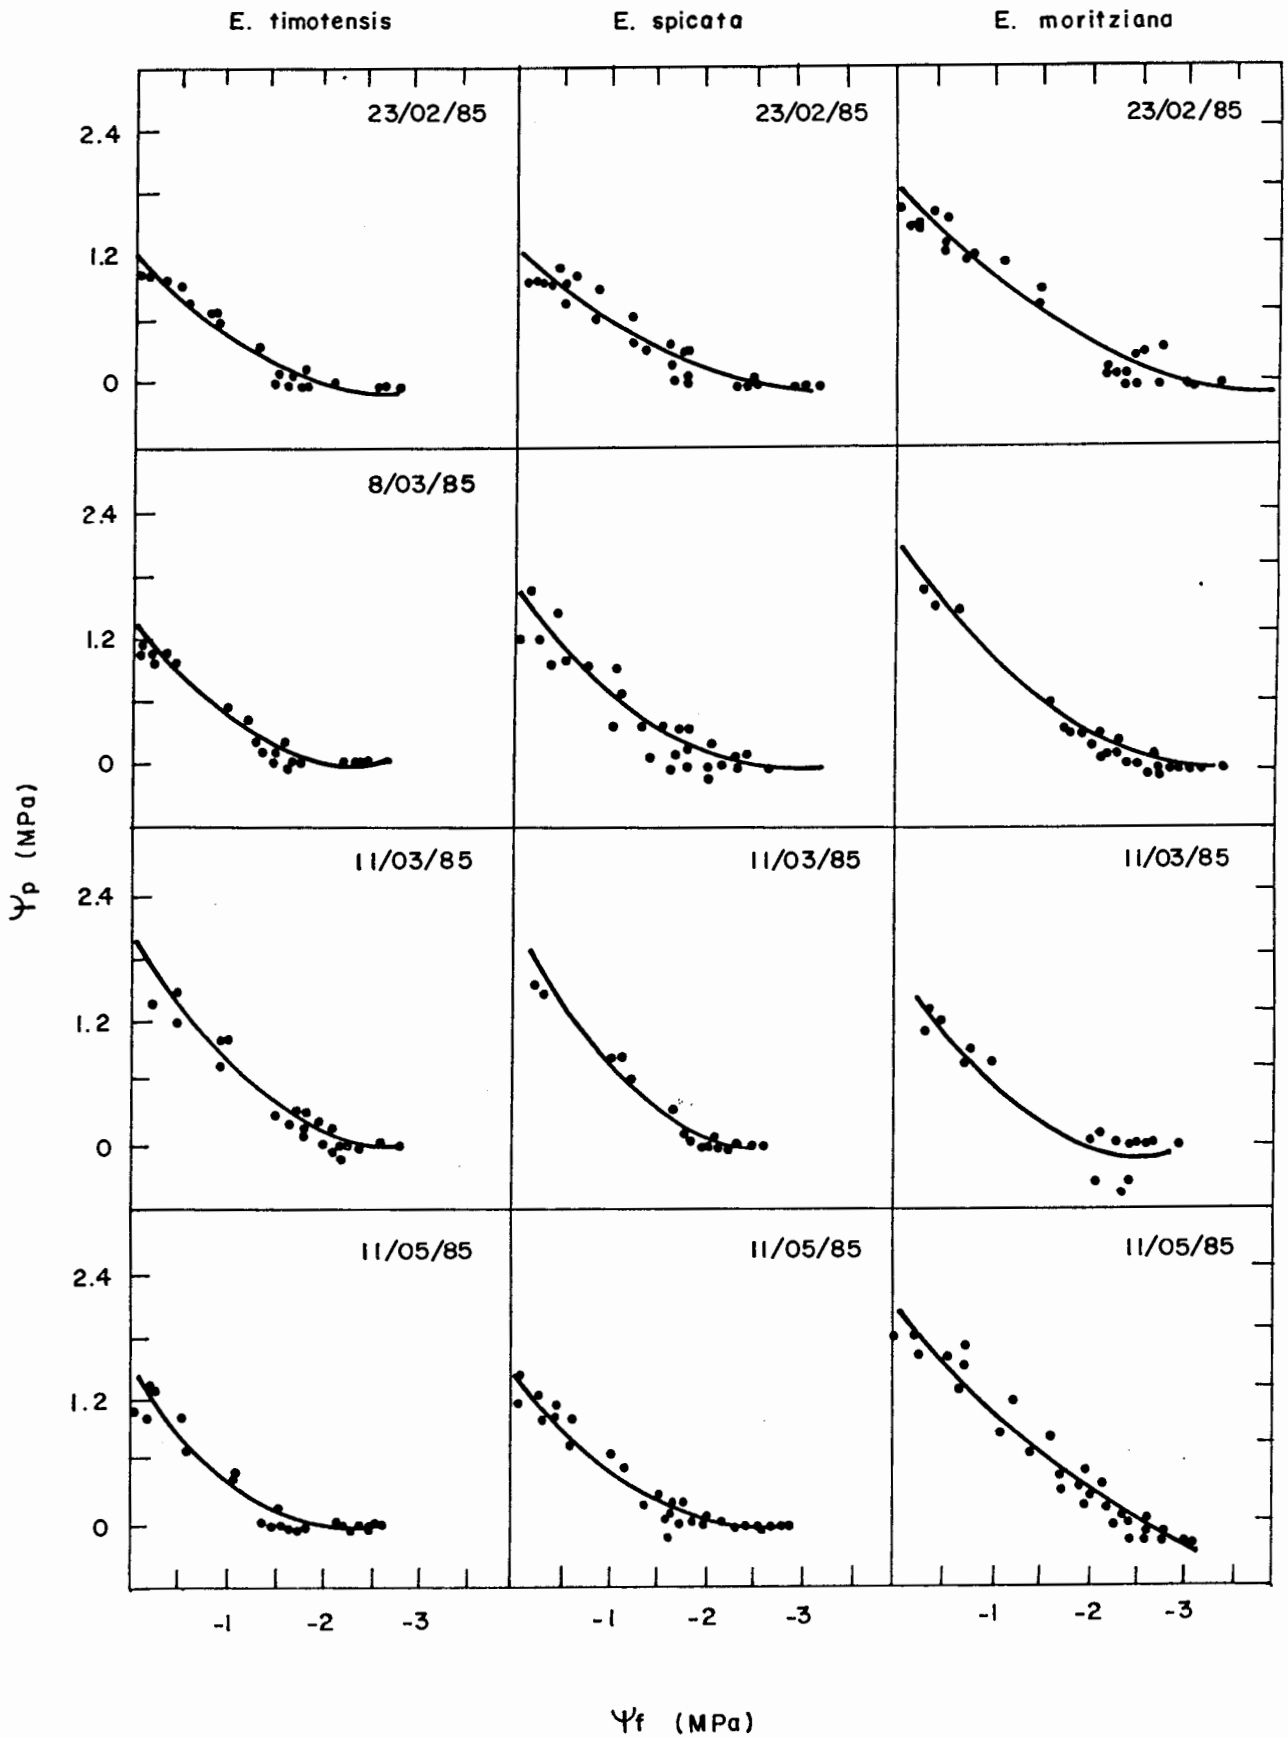 E. timotensis E. spicata E. moritziana
23/02/85 23/02/85 23/02/85
2.4
1.2
0
8/03/85
2.4
1.2
0
11/03/85 11/03/85 11/03/85
2.4
1.2
0
11/05/85 11/05/85 11/05/85
2.4
1.2
0
Ψp (MPa)
-1 -2 -3 -1 -2 -3 -1 -2 -3
Ψf (MPa)